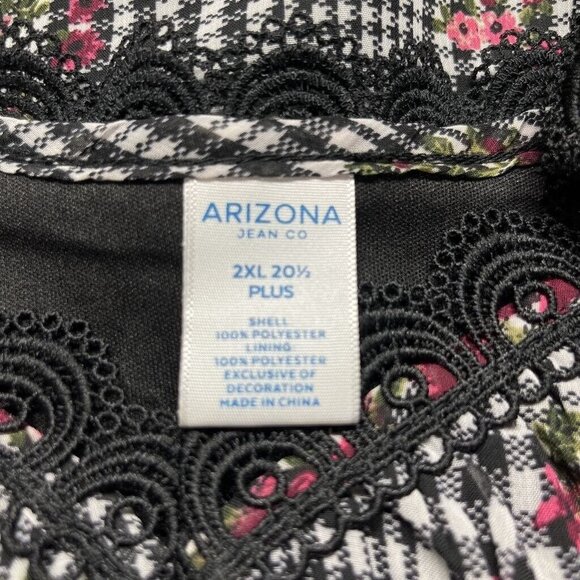 ARIZONA
JEAN CO
2XL 20½
PLUS
SHELL
100% POLYESTER
LINING
100% POLYESTER
EXCLUSIVE OF
DECORATION
MADE IN CHINA